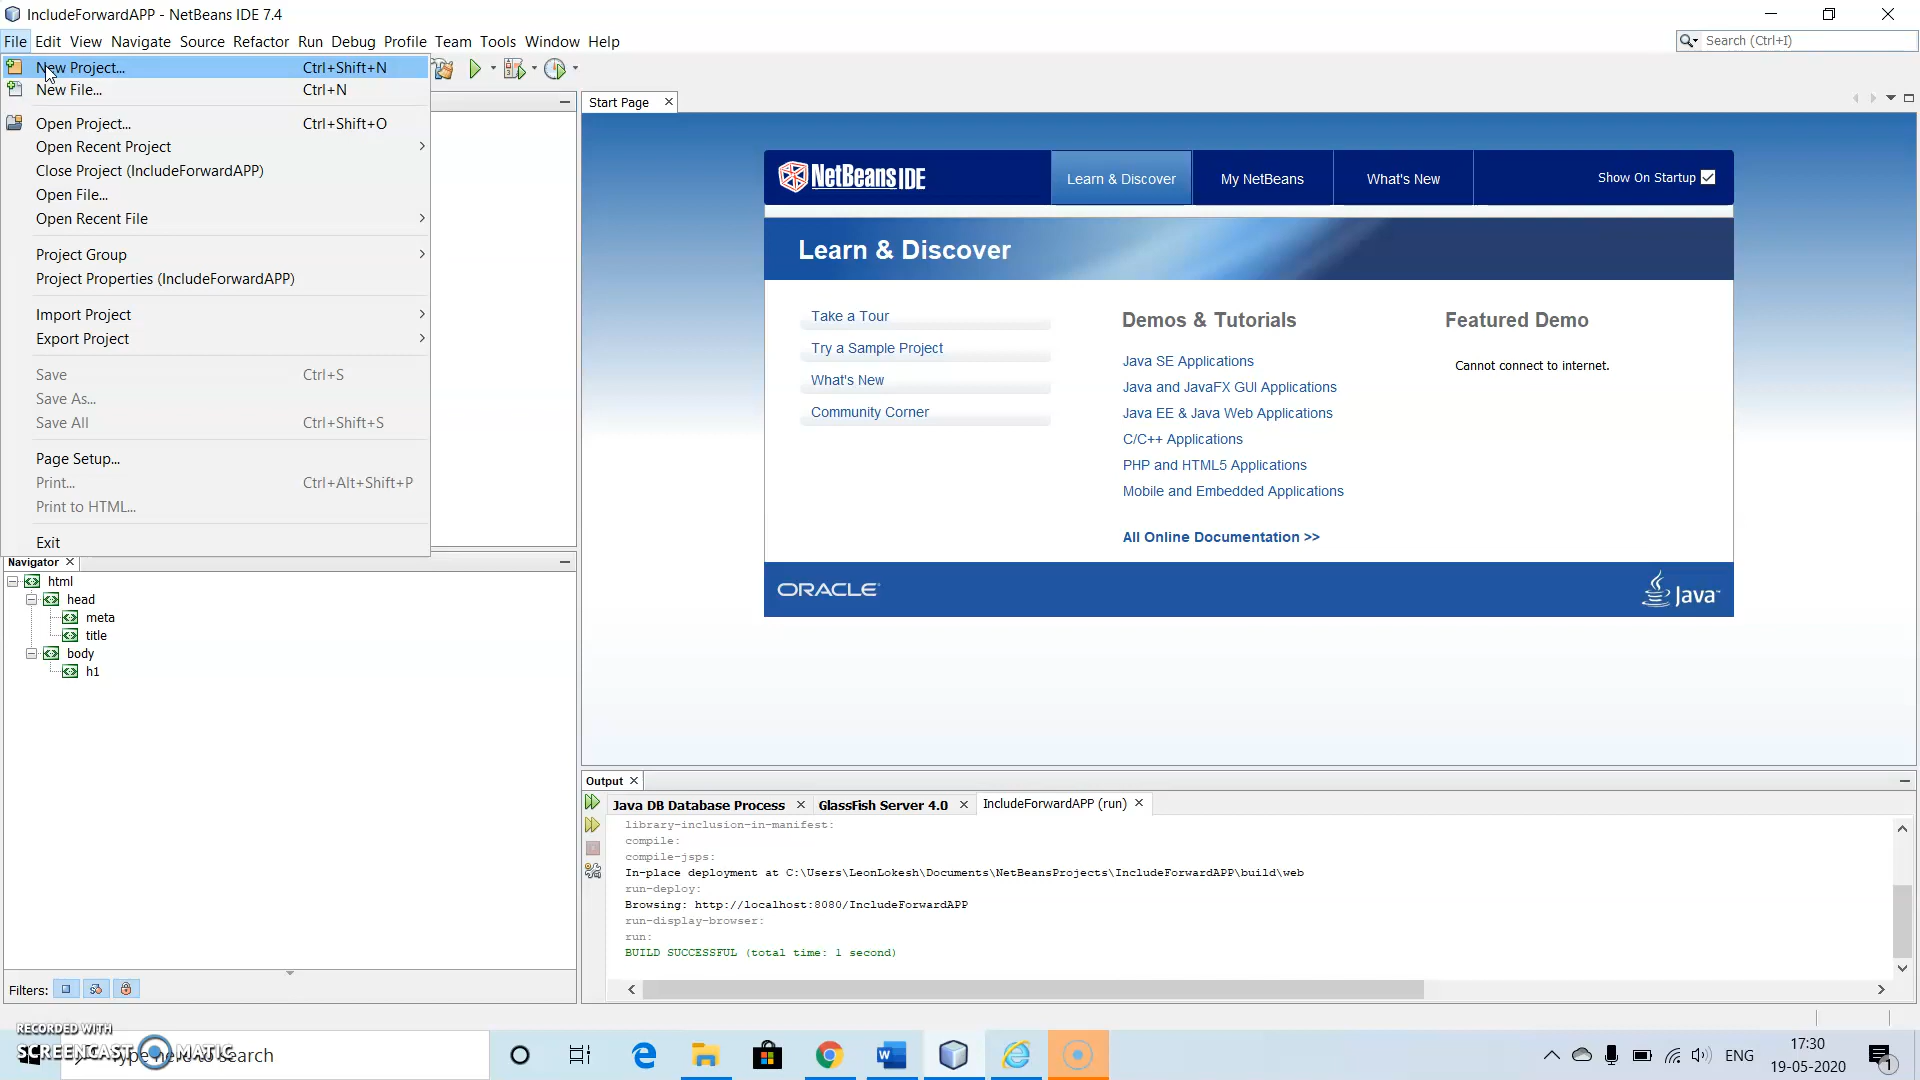 IncludeForwardAPP - NetBeans IDE 7.4
File Edit View Navigate Source Refactor Run Debug Profile Team Tools Window Help
Search (Ctrl+I)
New Project... Ctrl+Shift+N
New File... Ctrl+N
Open Project... Ctrl+Shift+O
Open Recent Project
Close Project (IncludeForwardAPP)
Open File...
Open Recent File
Project Group
Project Properties (IncludeForwardAPP)
Import Project
Export Project
Save Ctrl+S
Save As...
Save All Ctrl+Shift+S
Page Setup...
Print... Ctrl+Alt+Shift+P
Print to HTML...
Exit
Start Page
NetBeans IDE
Learn & Discover
My NetBeans
What's New
Show On Startup
Learn & Discover
Take a Tour
Try a Sample Project
What's New
Community Corner
Demos & Tutorials
Java SE Applications
Java and JavaFX GUI Applications
Java EE & Java Web Applications
C/C++ Applications
PHP and HTML5 Applications
Mobile and Embedded Applications
All Online Documentation >>
Featured Demo
Cannot connect to internet.
ORACLE
Java
Navigator
html
head
meta
title
body
h1
Filters:
Output
Java DB Database Process
GlassFish Server 4.0
IncludeForwardAPP (run)
library-inclusion-in-manifest:
compile:
compile-jsps:
In-place deployment at C:\Users\LeonLokesh\Documents\NetBeansProjects\IncludeForwardAPP\build\web
run-deploy:
Browsing: http://localhost:8080/IncludeForwardAPP
run-display-browser:
run:
BUILD SUCCESSFUL (total time: 1 second)
RECORDED WITH
SCREENCAST MATIC
Type here to search
ENG
17:30
19-05-2020
1